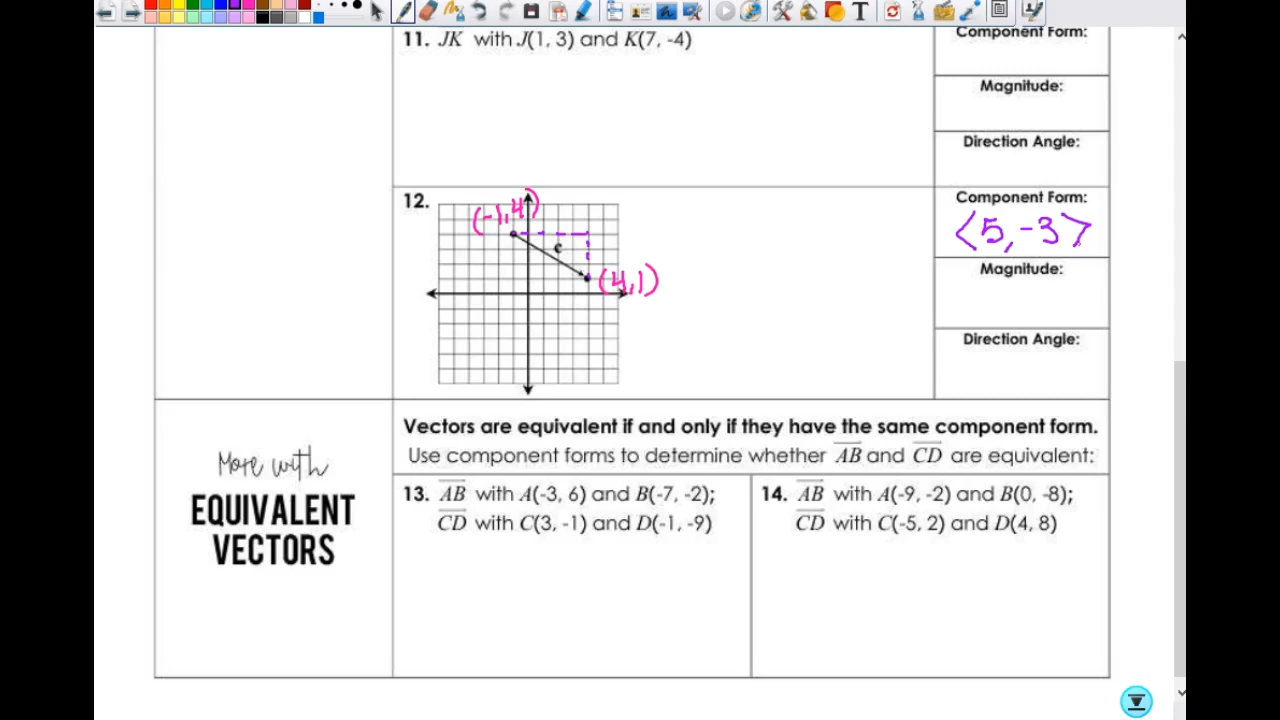 11. JK with J(1, 3) and K(7, -4)
Component Form:
Magnitude:
Direction Angle:
12.
(-1,4)
c
(4,1)
Component Form:
<5,-3>
Magnitude:
Direction Angle:
More with
EQUIVALENT
VECTORS
Vectors are equivalent if and only if they have the same component form.
Use component forms to determine whether AB and CD are equivalent:
13. AB with A(-3, 6) and B(-7, -2);
CD with C(3, -1) and D(-1, -9)
14. AB with A(-9, -2) and B(0, -8);
CD with C(-5, 2) and D(4, 8)